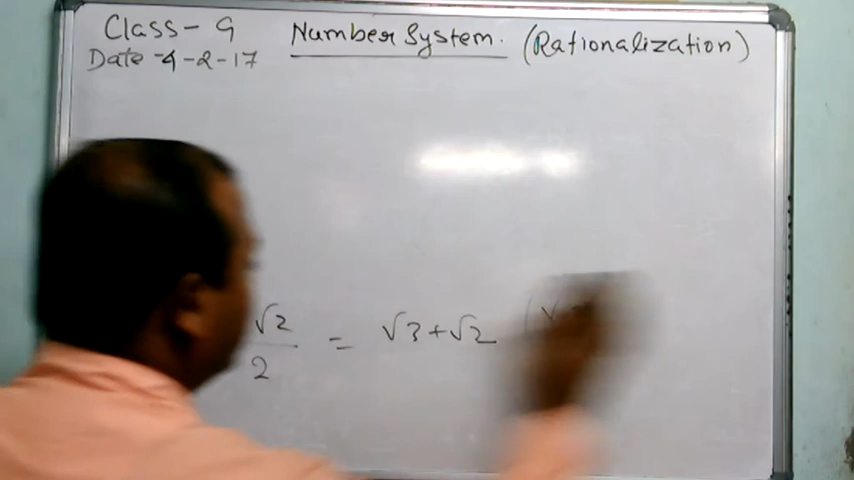 Class - 9 Number System. (Rationalization)
Date - 4-2-17
√2
2 = √3+√2 (√